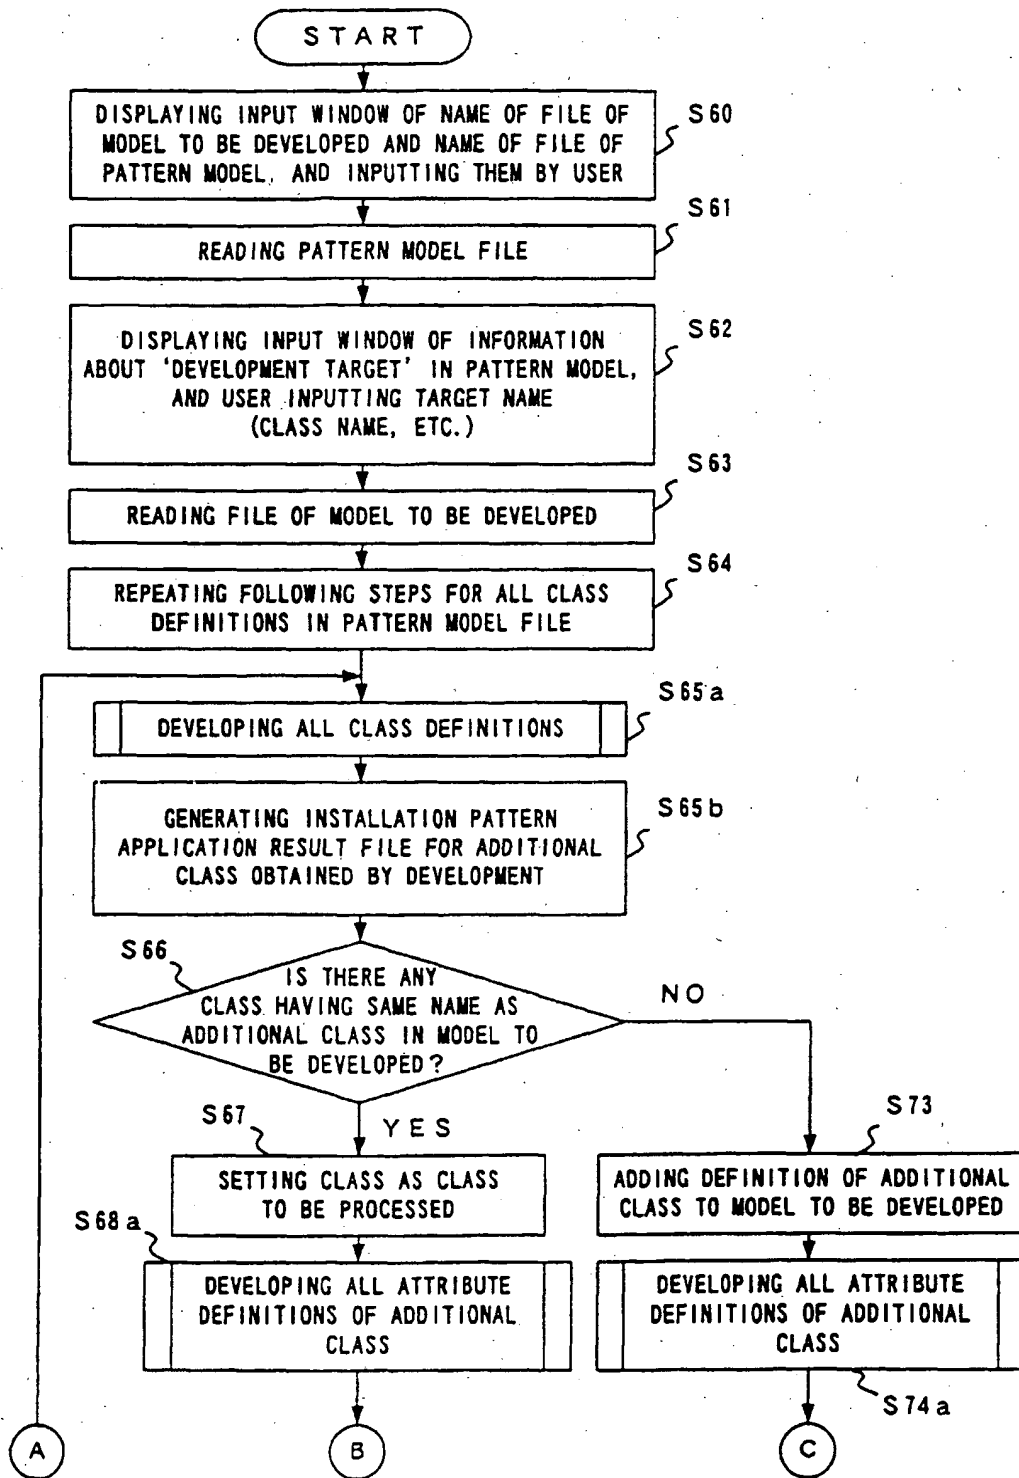 START
DISPLAYING INPUT WINDOW OF NAME OF FILE OF
MODEL TO BE DEVELOPED AND NAME OF FILE OF
PATTERN MODEL, AND INPUTTING THEM BY USER
S60
S61
READING PATTERN MODEL FILE
S62
DISPLAYING INPUT WINDOW OF INFORMATION
ABOUT 'DEVELOPMENT TARGET' IN PATTERN MODEL,
AND USER INPUTTING TARGET NAME
(CLASS NAME, ETC.)
S63
READING FILE OF MODEL TO BE DEVELOPED
S64
REPEATING FOLLOWING STEPS FOR ALL CLASS
DEFINITIONS IN PATTERN MODEL FILE
S65a
DEVELOPING ALL CLASS DEFINITIONS
S65b
GENERATING INSTALLATION PATTERN
APPLICATION RESULT FILE FOR ADDITIONAL
CLASS OBTAINED BY DEVELOPMENT
S66
IS THERE ANY
CLASS HAVING SAME NAME AS
ADDITIONAL CLASS IN MODEL TO
BE DEVELOPED?
NO
YES
S67
SETTING CLASS AS CLASS
TO BE PROCESSED
S73
ADDING DEFINITION OF ADDITIONAL
CLASS TO MODEL TO BE DEVELOPED
S68a
DEVELOPING ALL ATTRIBUTE
DEFINITIONS OF ADDITIONAL
CLASS
DEVELOPING ALL ATTRIBUTE
DEFINITIONS OF ADDITIONAL
CLASS
S74a
A
B
C